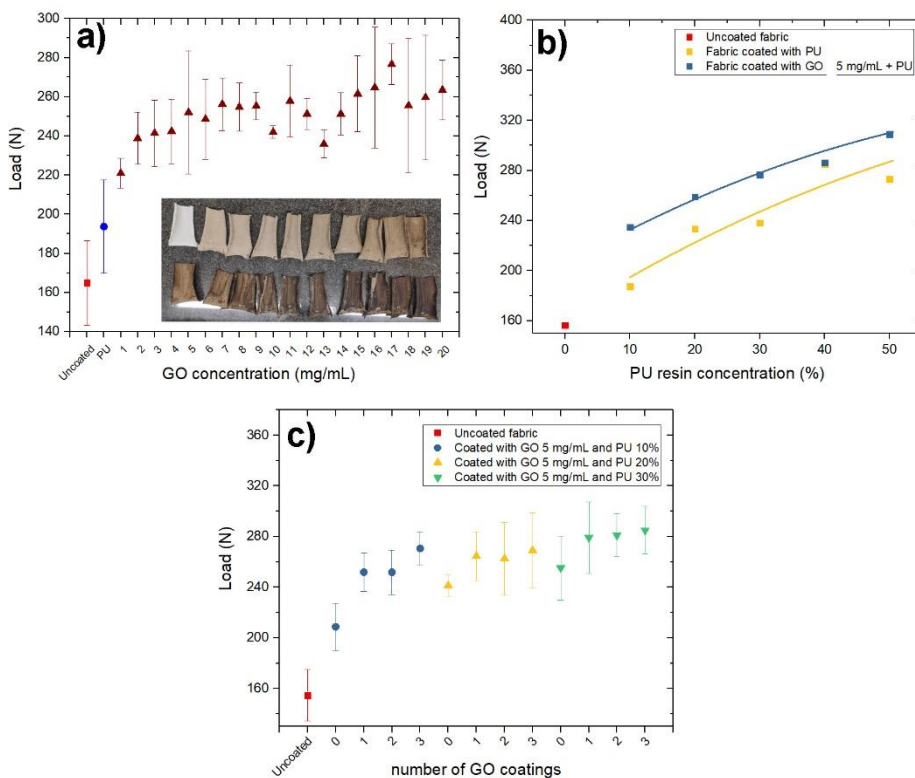 a)
300
280
260
240
220
200
180
160
140
Load (N)
Uncoated
PU
1
2
3
4
5
6
7
8
9
10
11
12
13
14
15
16
17
18
19
20
GO concentration (mg/mL)
b)
400
360
320
280
240
200
160
Load (N)
Uncoated fabric
Fabric coated with PU
Fabric coated with GO 5 mg/mL + PU
0 10 20 30 40 50
PU resin concentration (%)
c)
360
320
280
240
200
160
Load (N)
Uncoated fabric
Coated with GO 5 mg/mL and PU 10%
Coated with GO 5 mg/mL and PU 20%
Coated with GO 5 mg/mL and PU 30%
Uncoated
0
1
2
3
0
1
2
3
0
1
2
3
number of GO coatings